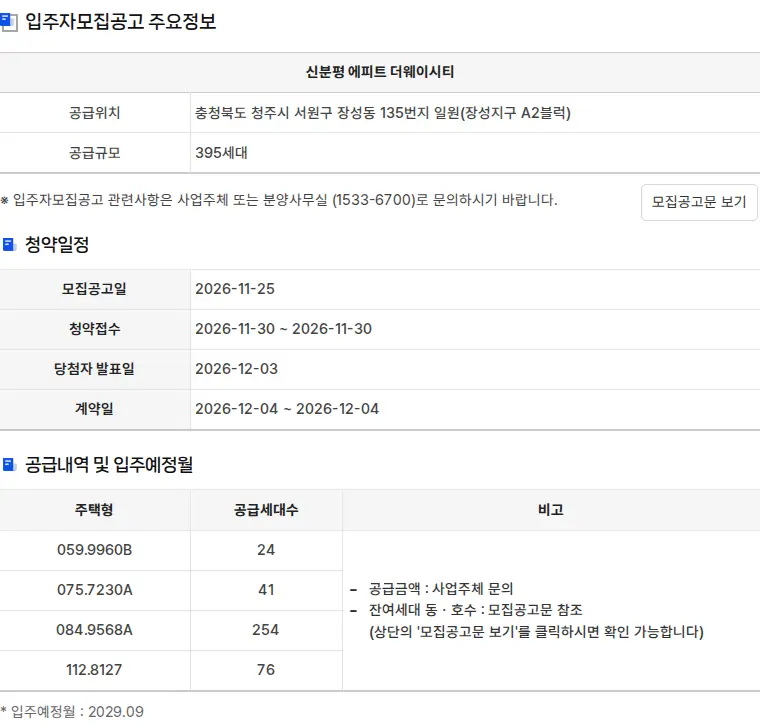 입주자모집공고 주요정보
신분평 에피트 더웨이시티
공급위치 충청북도 청주시 서원구 장성동 135번지 일원(장성지구 A2블럭)
공급규모 395세대
※ 입주자모집공고 관련사항은 사업주체 또는 분양사무실 (1533-6700)로 문의하시기 바랍니다.
모집공고문 보기
청약일정
모집공고일 2026-11-25
청약접수 2026-11-30 ~ 2026-11-30
당첨자 발표일 2026-12-03
계약일 2026-12-04 ~ 2026-12-04
공급내역 및 입주예정월
주택형 공급세대수 비고
059.9960B 24
075.7230A 41
084.9568A 254
112.8127 76
- 공급금액 : 사업주체 문의
- 잔여세대 동 · 호수 : 모집공고문 참조
(상단의 '모집공고문 보기'를 클릭하시면 확인 가능합니다)
* 입주예정월 : 2029.09